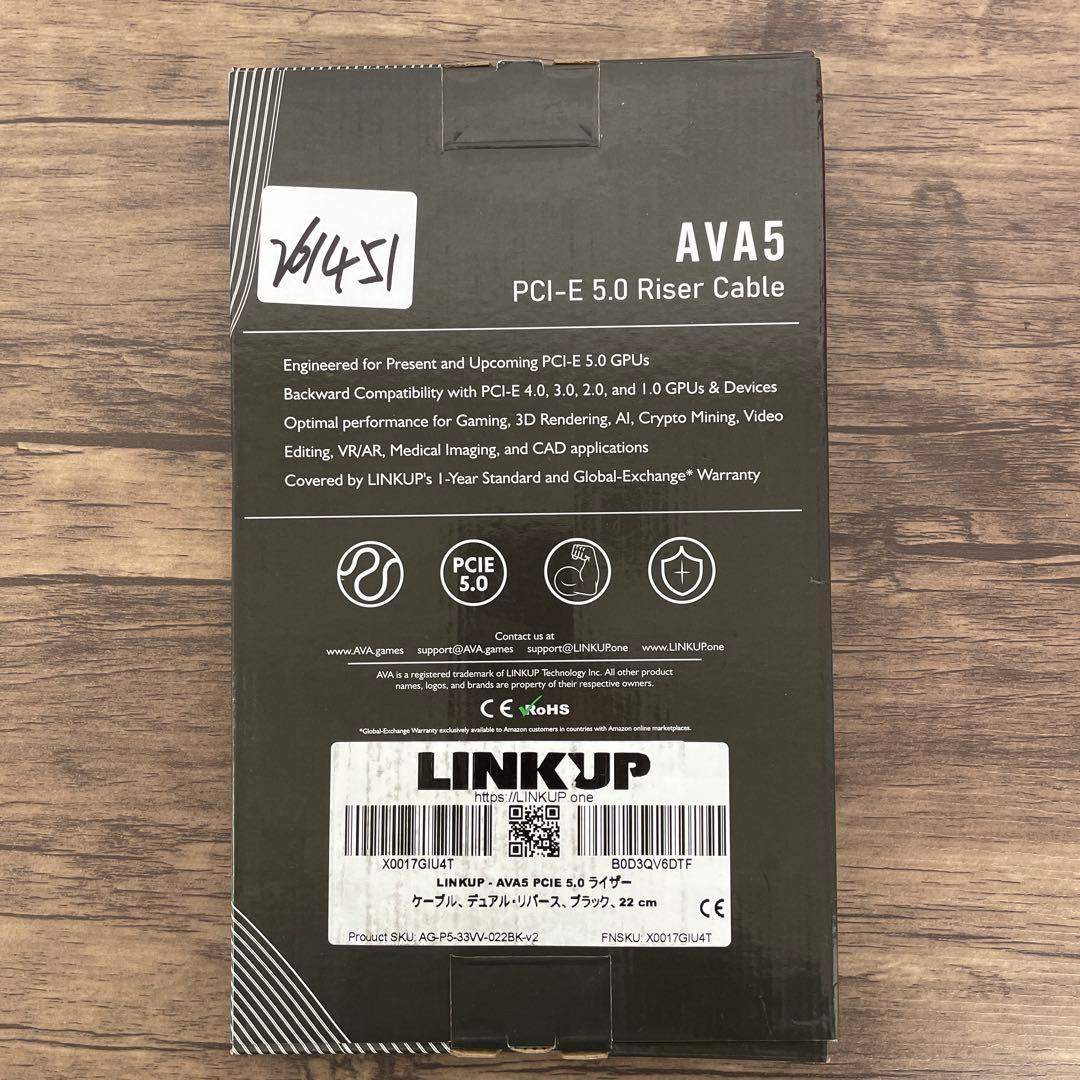 261451
AVA5
PCI-E 5.0 Riser Cable
Engineered for Present and Upcoming PCI-E 5.0 GPUs
Backward Compatibility with PCI-E 4.0, 3.0, 2.0, and 1.0 GPUs & Devices
Optimal performance for Gaming, 3D Rendering, AI, Crypto Mining, Video
Editing, VR/AR, Medical Imaging, and CAD applications
Covered by LINKUP's 1-Year Standard and Global-Exchange* Warranty
PCIE
5.0
Contact us at
www.AVA.games support@AVA.games support@LINKUP.one www.LINKUP.one
AVA is a registered trademark of LINKUP Technology Inc. All other product
names, logos, and brands are property of their respective owners.
CE RoHS
*Global-Exchange Warranty exclusively available to Amazon customers in countries with Amazon online marketplaces.
LINKUP
https://LINKUP.one
X0017GIU4T B0D3QV6DTF
LINKUP - AVA5 PCIE 5.0 ライザー
ケーブル、デュアル・リバース、ブラック、22 cm
CE
Product SKU: AG-P5-33VV-022BK-v2 FNSKU: X0017GIU4T